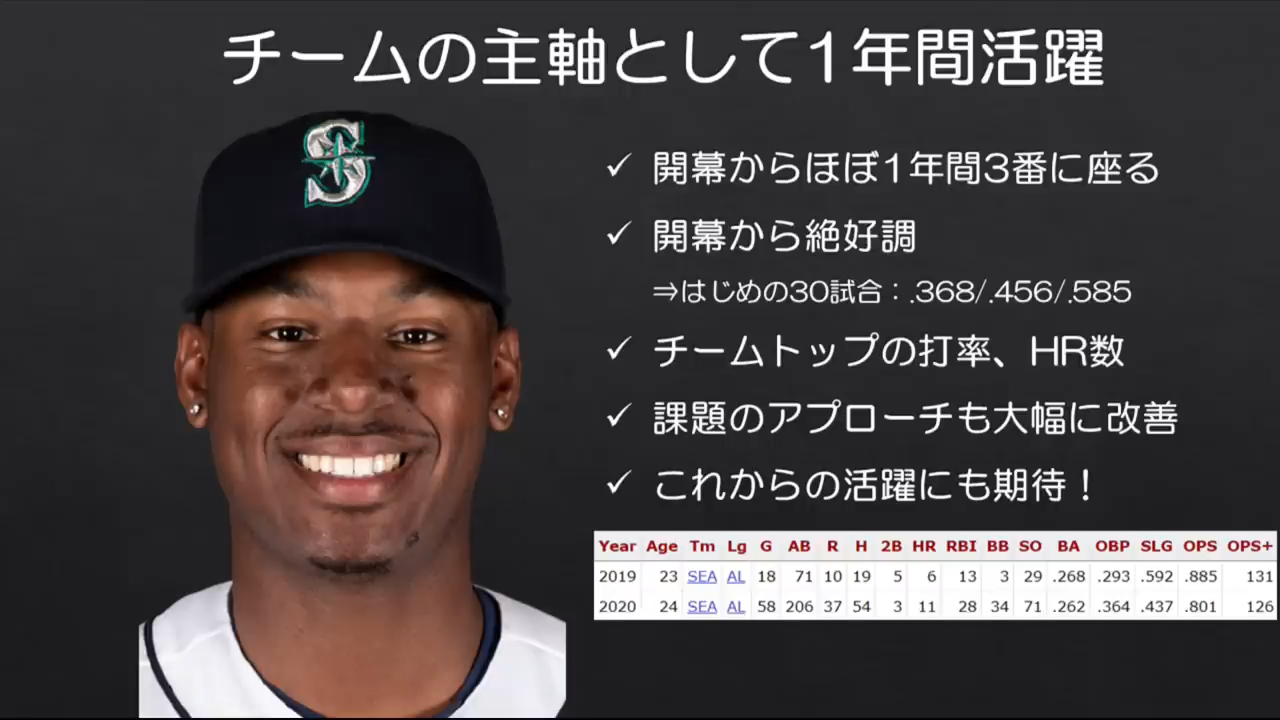 チームの主軸として1年間活躍
S
✓ 開幕からほぼ1年間3番に座る
✓ 開幕から絶好調
⇒はじめの30試合：.368/.456/.585
✓ チームトップの打率、HR数
✓ 課題のアプローチも大幅に改善
✓ これからの活躍にも期待！
Year Age Tm Lg G AB R H 2B HR RBI BB SO BA OBP SLG OPS OPS+
2019 23 SEA AL 18 71 10 19 5 6 13 3 29 .268 .293 .592 .885 131
2020 24 SEA AL 58 206 37 54 3 11 28 34 71 .262 .364 .437 .801 126